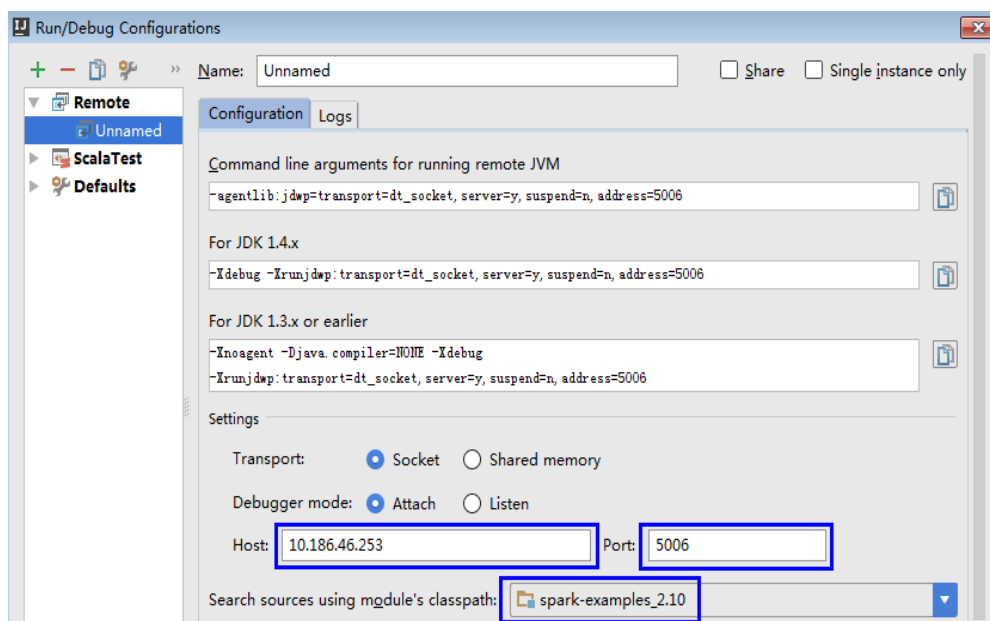 Run/Debug Configurations
Name: Unnamed Share Single instance only
Remote
Unnamed
ScalaTest
Defaults
Configuration Logs
Command line arguments for running remote JVM
-agentlib:jdwp=transport=dt_socket,server=y,suspend=n,address=5006
For JDK 1.4.x
-Xdebug -Xrunjdwp:transport=dt_socket,server=y,suspend=n,address=5006
For JDK 1.3.x or earlier
-Xnoagent -Djava.compiler=NONE -Xdebug
-Xrunjdwp:transport=dt_socket,server=y,suspend=n,address=5006
Settings
Transport: Socket Shared memory
Debugger mode: Attach Listen
Host: 10.186.46.253 Port: 5006
Search sources using module's classpath: spark-examples_2.10